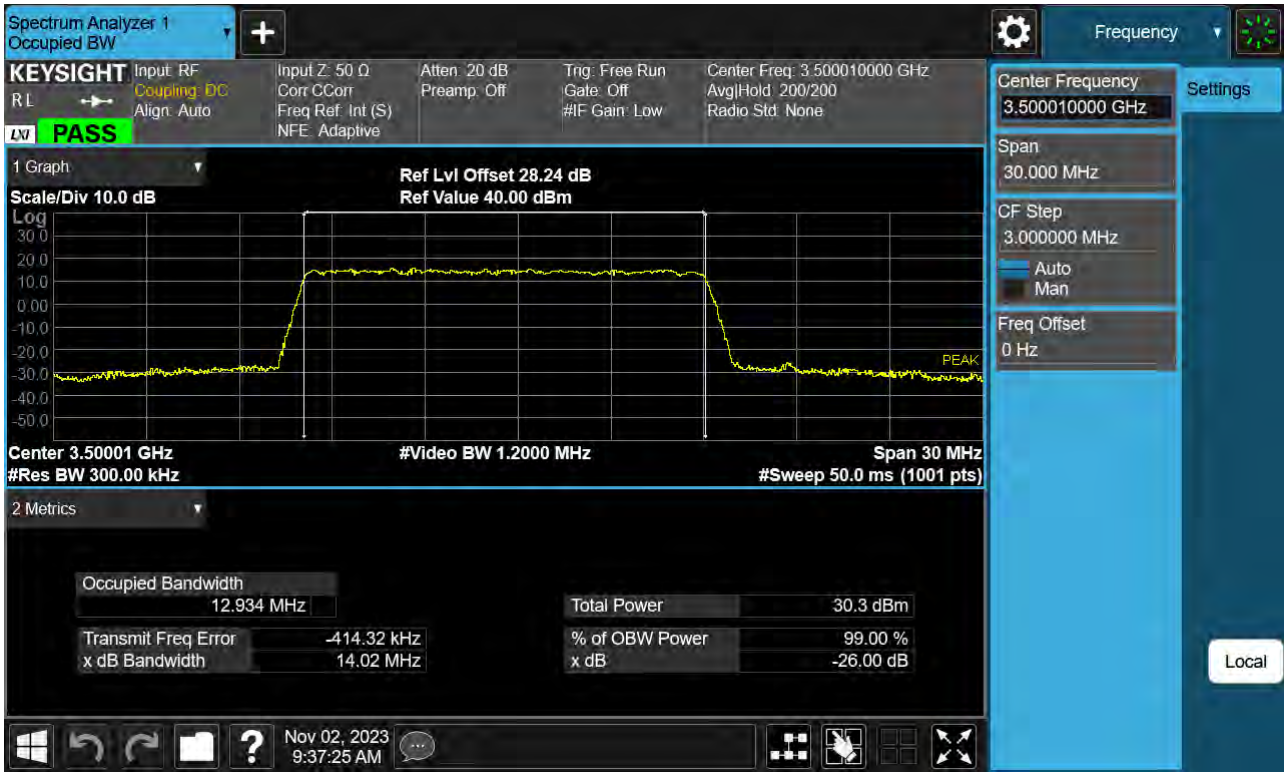 Spectrum Analyzer 1
Occupied BW
+
Frequency
KEYSIGHT
RL
LXI
PASS
Input: RF
Coupling: DC
Align: Auto
Input Z: 50 Ω
Corr CCorr
Freq Ref: Int (S)
NFE: Adaptive
Atten: 20 dB
Preamp: Off
Trig: Free Run
Gate: Off
#IF Gain: Low
Center Freq: 3.500010000 GHz
Avg|Hold: 200/200
Radio Std: None
Center Frequency
3.500010000 GHz
Settings
Span
30.000 MHz
CF Step
3.000000 MHz
Auto
Man
Freq Offset
0 Hz
Local
1 Graph
Scale/Div 10.0 dB
Ref Lvl Offset 28.24 dB
Ref Value 40.00 dBm
Log
30.0
20.0
10.0
0.00
-10.0
-20.0
-30.0
-40.0
-50.0
PEAK
Center 3.50001 GHz
#Video BW 1.2000 MHz
Span 30 MHz
#Res BW 300.00 kHz
#Sweep 50.0 ms (1001 pts)
2 Metrics
Occupied Bandwidth
12.934 MHz
Total Power 30.3 dBm
Transmit Freq Error -414.32 kHz
% of OBW Power 99.00 %
x dB Bandwidth 14.02 MHz
x dB -26.00 dB
?
Nov 02, 2023
9:37:25 AM